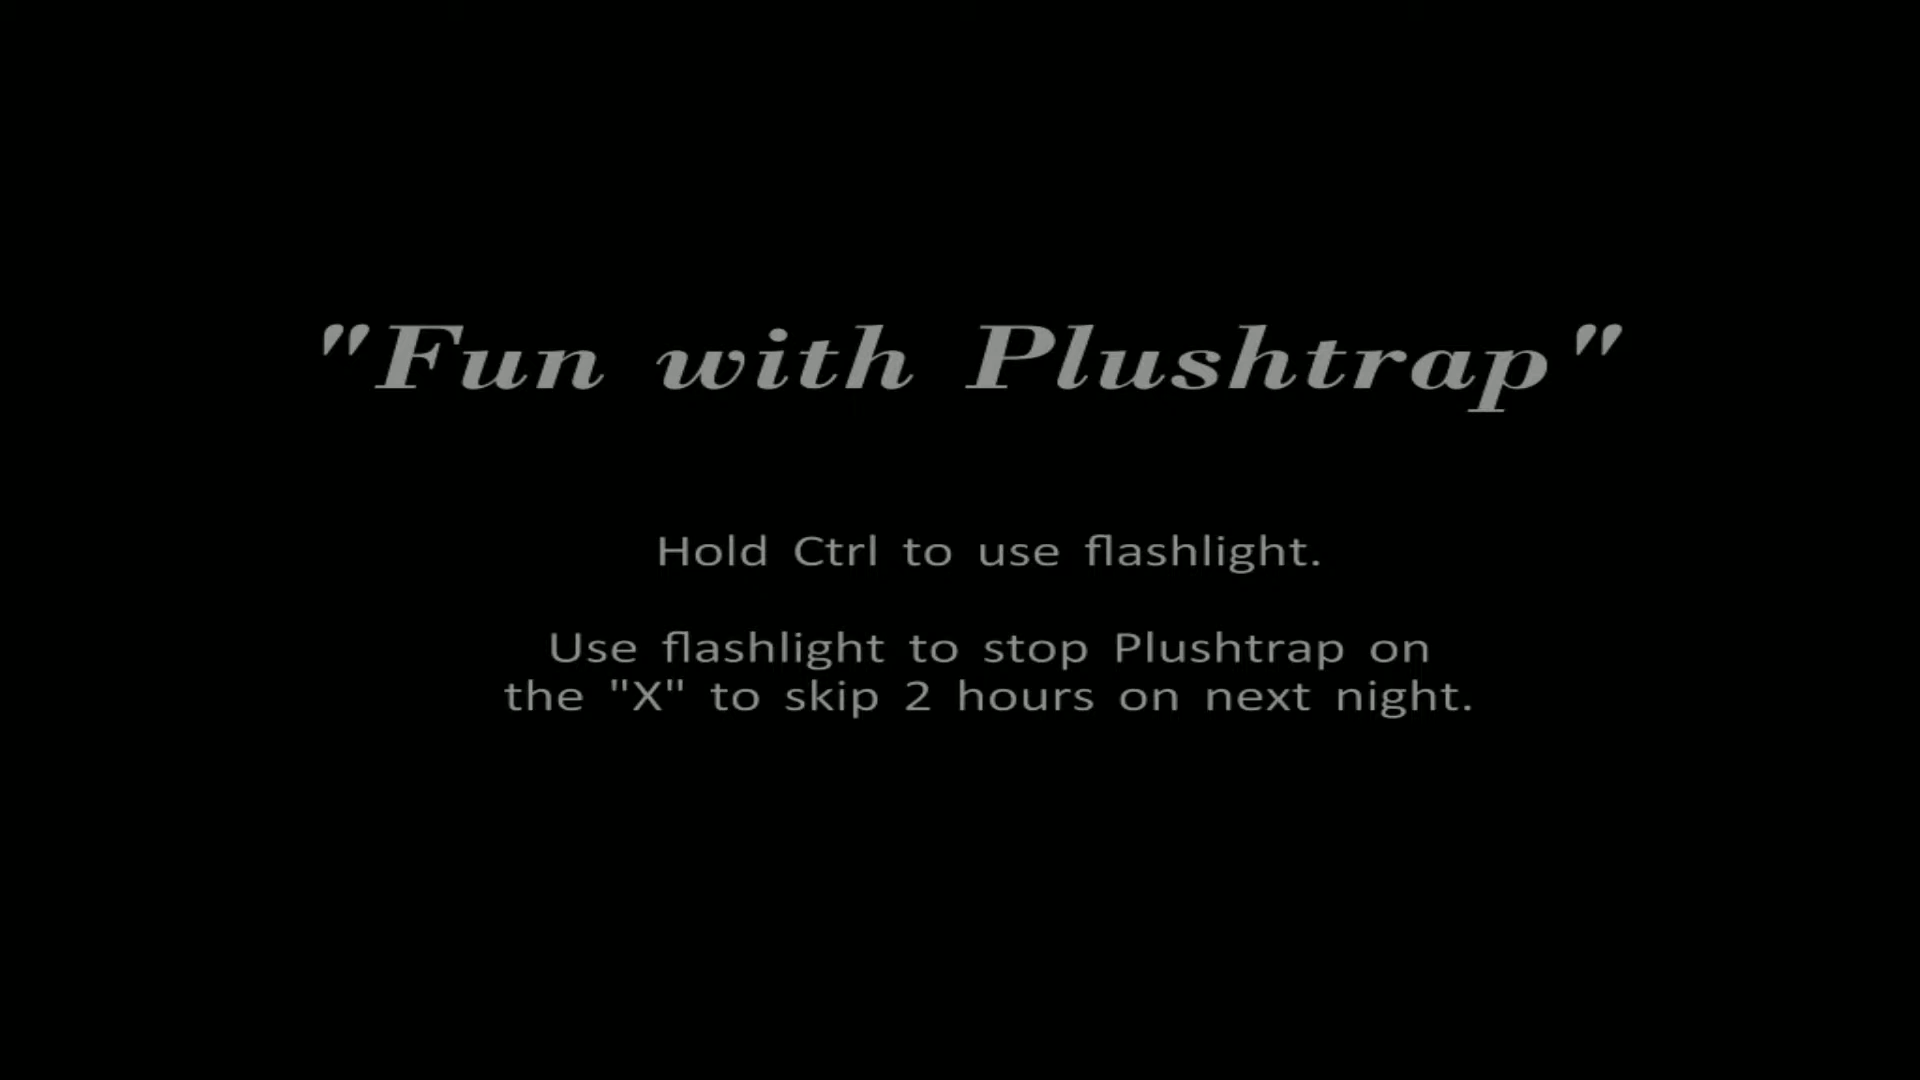 "Fun with Plushtrap"
Hold Ctrl to use flashlight.
Use flashlight to stop Plushtrap on
the "X" to skip 2 hours on next night.